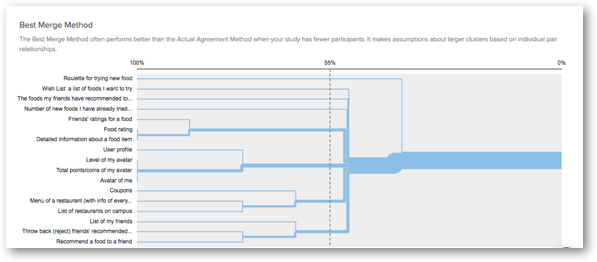 Best Merge Method
The Best Merge Method often performs better than the Actual Agreement Method when your study has fewer participants. It makes assumptions about larger clusters based on individual pair
relationships.
100% 55% 0%
Roulette for trying new food
Wish List: a list of foods I want to try
The foods my friends have recommended to...
Number of new foods I have already tried...
Friends' ratings for a food
Food rating
Detailed Information about a food item
User profile
Level of my avatar
Total points/coins of my avatar
Avatar of me
Coupons
Menu of a restaurant (with info of every...
List of restaurants on campus
List of my friends
Throw back (reject) friends' recommended...
Recommend a food to a friend